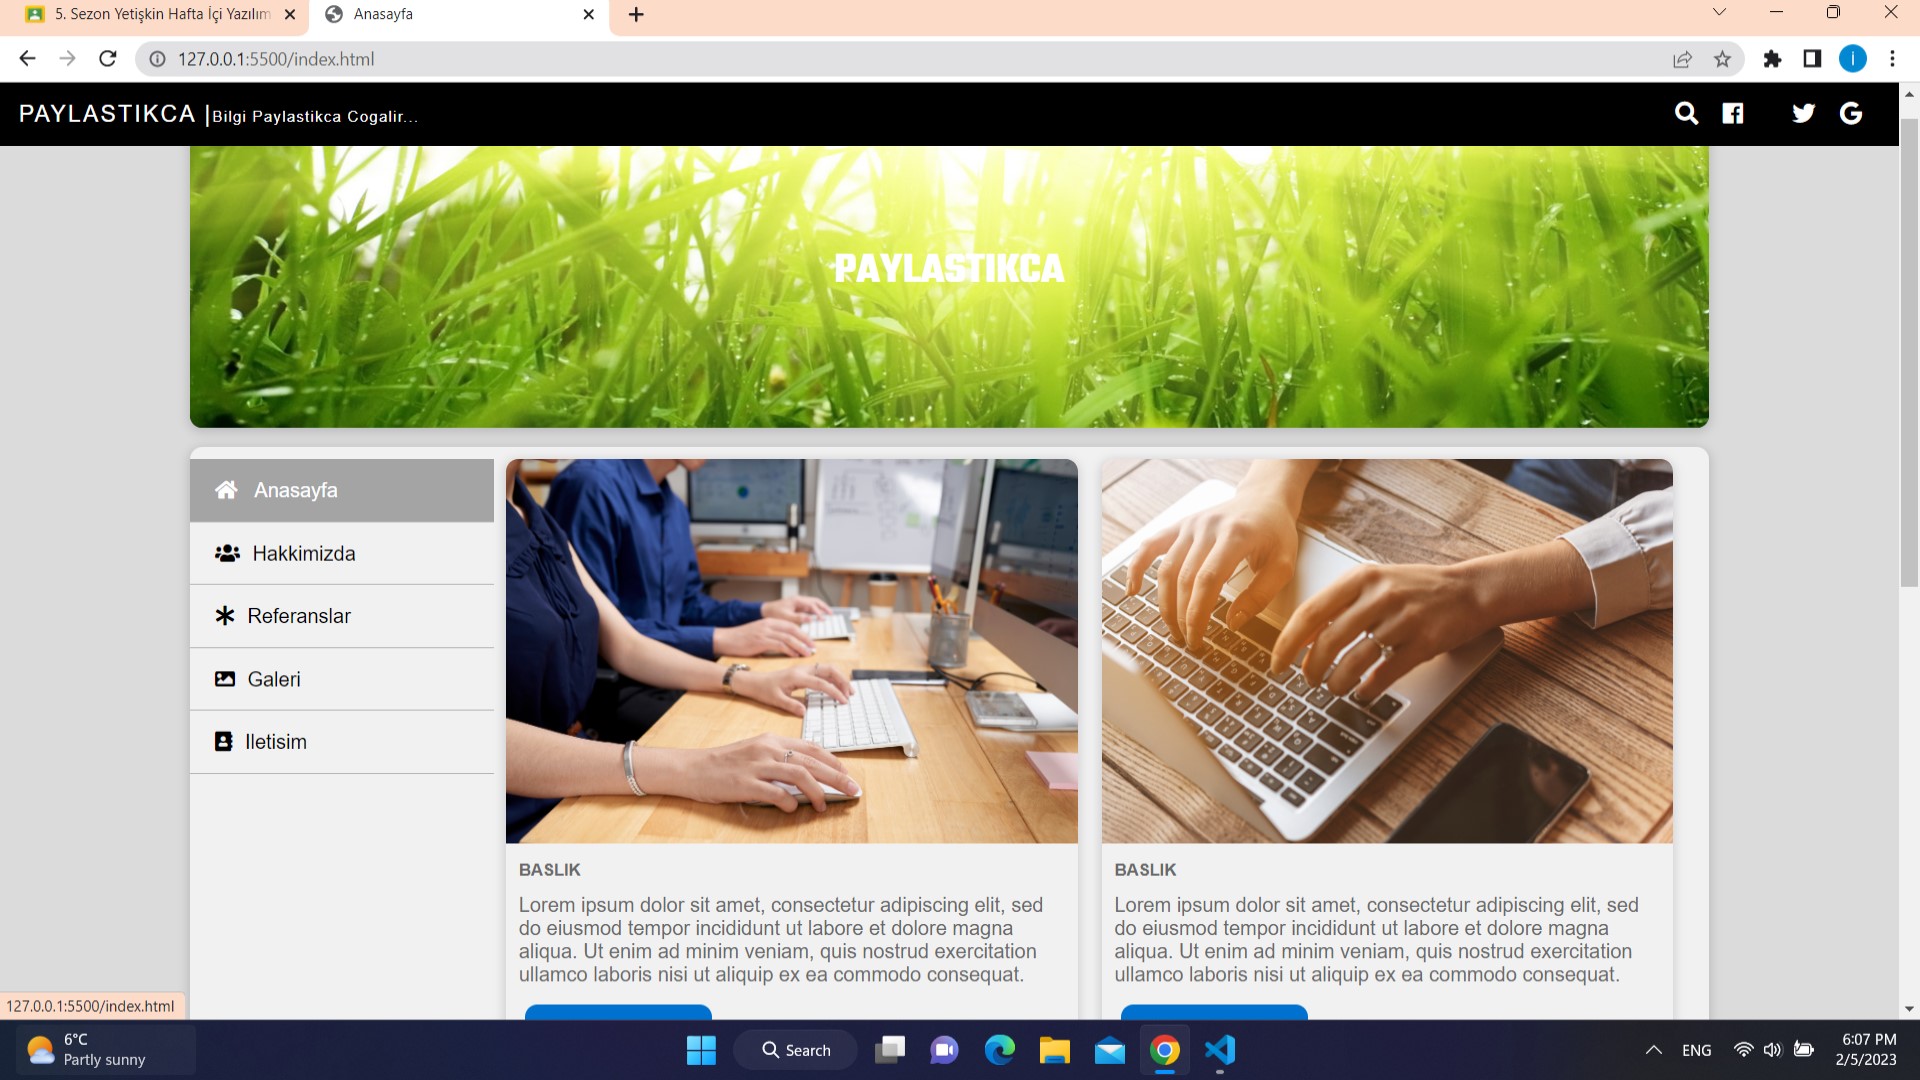 5. Sezon Yetişkin Hafta İçi Yazılım
Anasayfa
127.0.0.1:5500/index.html
PAYLASTIKCA |Bilgi Paylastikca Cogalir...
PAYLASTIKCA
Anasayfa
Hakkimizda
Referanslar
Galeri
Iletisim
BASLIK
Lorem ipsum dolor sit amet, consectetur adipiscing elit, sed
do eiusmod tempor incididunt ut labore et dolore magna
aliqua. Ut enim ad minim veniam, quis nostrud exercitation
ullamco laboris nisi ut aliquip ex ea commodo consequat.
BASLIK
Lorem ipsum dolor sit amet, consectetur adipiscing elit, sed
do eiusmod tempor incididunt ut labore et dolore magna
aliqua. Ut enim ad minim veniam, quis nostrud exercitation
ullamco laboris nisi ut aliquip ex ea commodo consequat.
127.0.0.1:5500/index.html
6°C
Partly sunny
Search
ENG
6:07 PM
2/5/2023